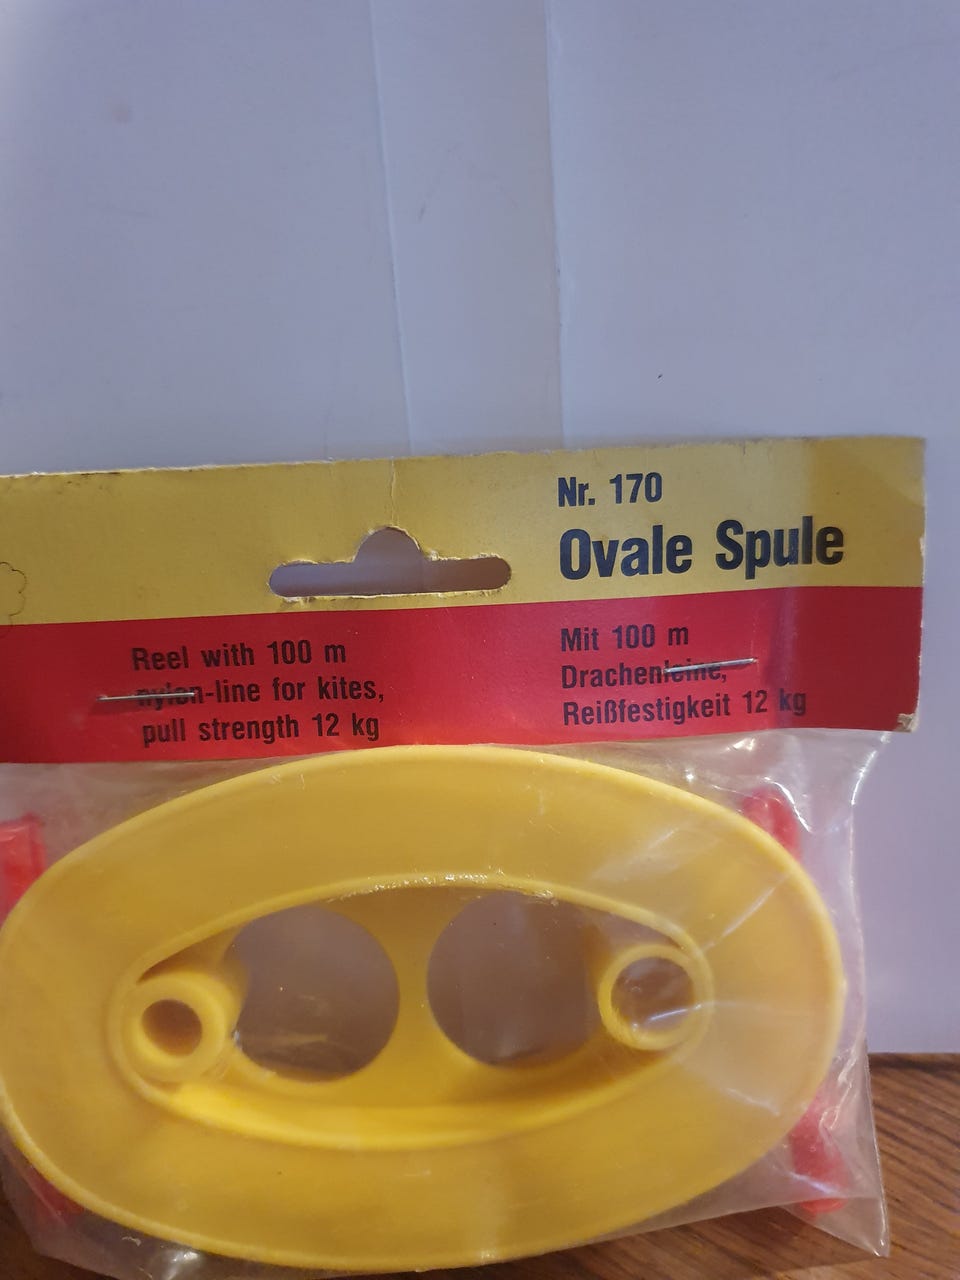 Nr. 170
Ovale Spule
Reel with 100 m
nylon-line for kites,
pull strength 12 kg
Mit 100 m
Drachenleine,
Reißfestigkeit 12 kg